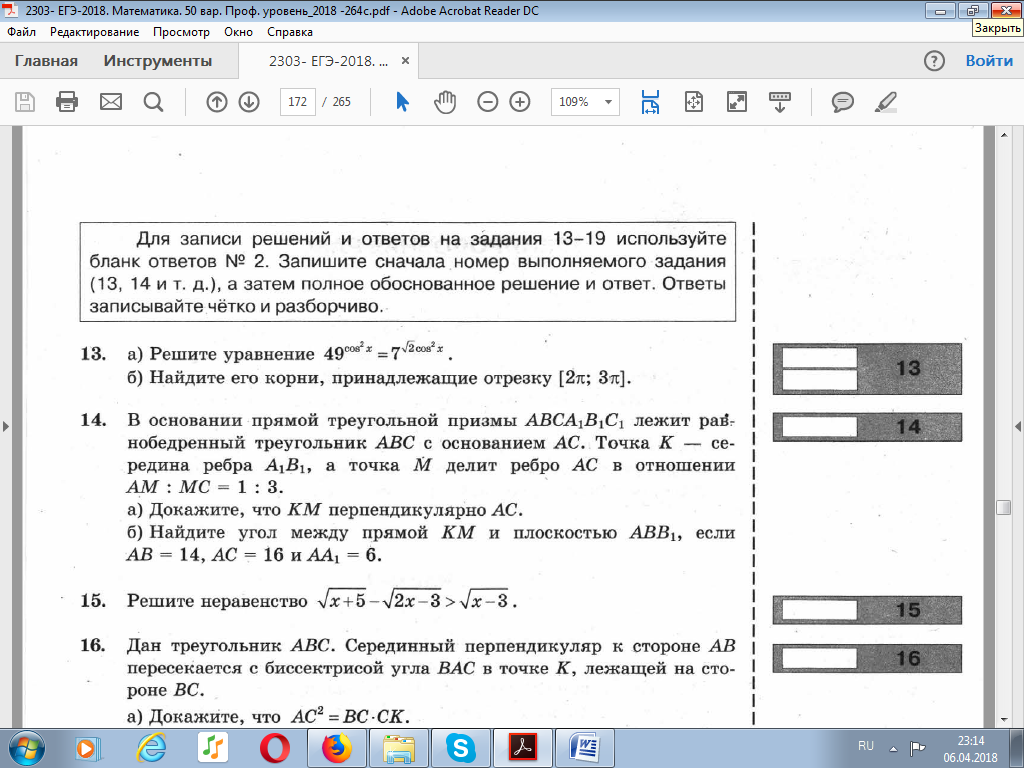 2303- ЕГЭ-2018. Математика. 50 вар. Проф. уровень_2018 -264с.pdf - Adobe Acrobat Reader DC
Закрыть
Файл Редактирование Просмотр Окно Справка
Главная Инструменты 2303- ЕГЭ-2018. ... × ? Войти
172 / 265 109%
Для записи решений и ответов на задания 13–19 используйте
бланк ответов № 2. Запишите сначала номер выполняемого задания
(13, 14 и т. д.), а затем полное обоснованное решение и ответ. Ответы
записывайте чётко и разборчиво.
13. а) Решите уравнение 49^{cos² x} = 7^{√2 cos² x}.
б) Найдите его корни, принадлежащие отрезку [2π; 3π].
13
14. В основании прямой треугольной призмы ABCA₁B₁C₁ лежит рав-
нобедренный треугольник ABC с основанием AC. Точка K — се-
редина ребра A₁B₁, а точка M делит ребро AC в отношении
AM : MC = 1 : 3.
а) Докажите, что KM перпендикулярно AC.
б) Найдите угол между прямой KM и плоскостью ABB₁, если
AB = 14, AC = 16 и AA₁ = 6.
14
15. Решите неравенство √(x+5) – √(2x–3) > √(x–3).
15
16. Дан треугольник ABC. Серединный перпендикуляр к стороне AB
пересекается с биссектрисой угла BAC в точке K, лежащей на сто-
роне BC.
а) Докажите, что AC² = BC · CK.
16
RU 23:14
06.04.2018